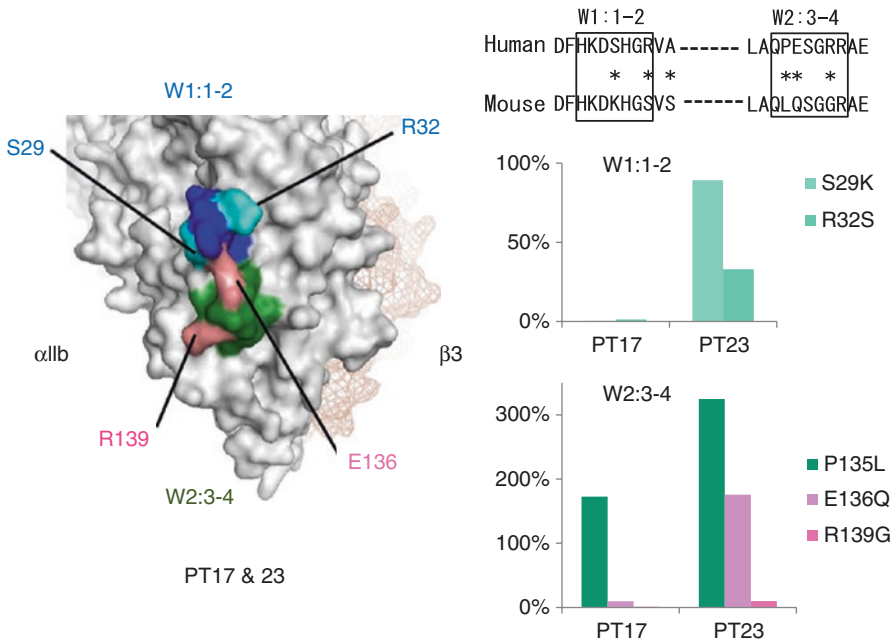 W1:1-2
S29
R32
αIIb
β3
R139
E136
W2:3-4
PT17 & 23
W1:1-2 W2:3-4
Human DFHKDSHGRVA ------ LAQPESGRRAE
* * * ** *
Mouse DFHKDKHGSVS ------ LAQLQSGGRAE
W1:1-2
100%
50%
0%
PT17 PT23
S29K
R32S
W2:3-4
300%
200%
100%
0%
PT17 PT23
P135L
E136Q
R139G